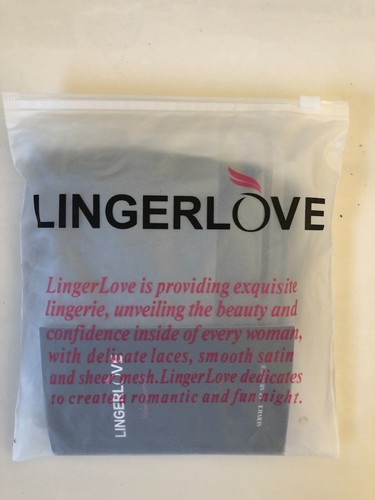 LINGERLOVE
LingerLove is providing exquisite
lingerie, unveiling the beauty and
confidence inside of every woman,
with delicate laces, smooth satin
and sheer mesh.LingerLove dedicates
to create a romantic and fun night.
LINGERLOVE